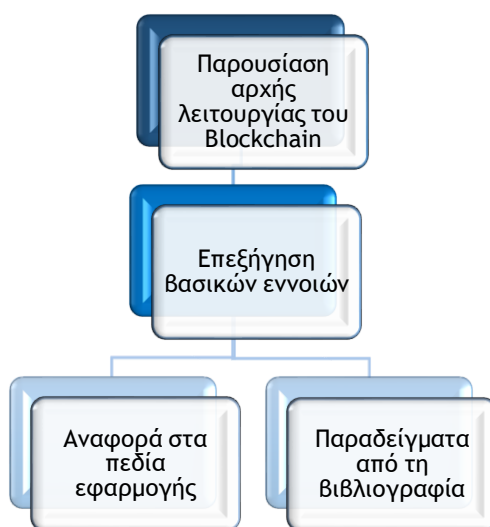 Παρουσίαση
αρχής
λειτουργίας του
Blockchain
Επεξήγηση
βασικών εννοιών
Αναφορά στα
πεδία
εφαρμογής
Παραδείγματα
από τη
βιβλιογραφία